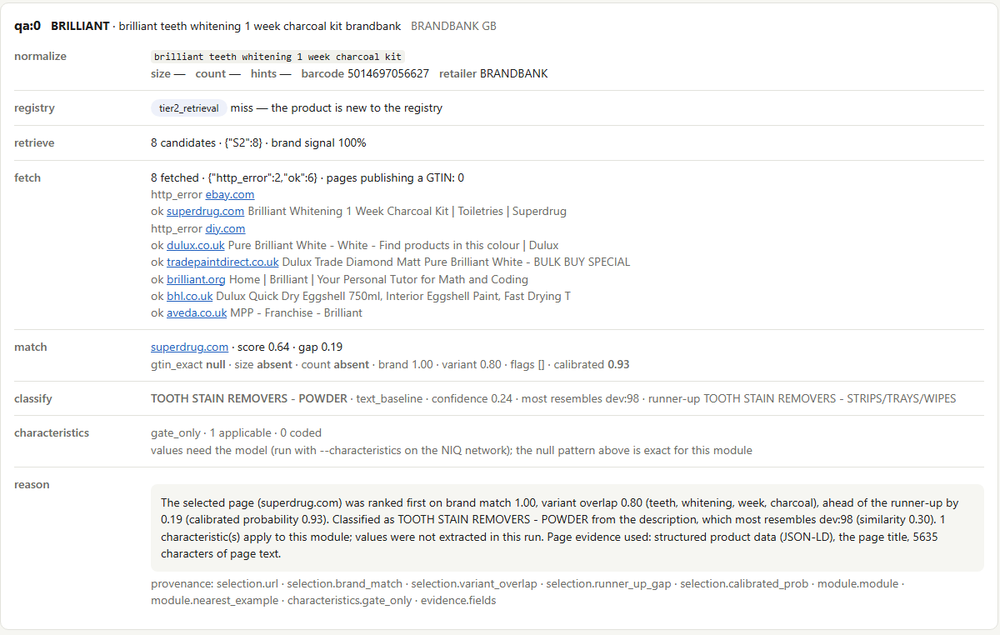 qa:0 BRILLIANT · brilliant teeth whitening 1 week charcoal kit brandbank BRANDBANK GB
normalize
brilliant teeth whitening 1 week charcoal kit
size — count — hints — barcode 5014697056627 retailer BRANDBANK
registry
tier2_retrieval miss — the product is new to the registry
retrieve
8 candidates · {"S2":8} · brand signal 100%
fetch
8 fetched · {"http_error":2,"ok":6} · pages publishing a GTIN: 0
http_error ebay.com
ok superdrug.com Brilliant Whitening 1 Week Charcoal Kit | Toiletries | Superdrug
http_error diy.com
ok dulux.co.uk Pure Brilliant White - White - Find products in this colour | Dulux
ok tradepaintdirect.co.uk Dulux Trade Diamond Matt Pure Brilliant White - BULK BUY SPECIAL
ok brilliant.org Home | Brilliant | Your Personal Tutor for Math and Coding
ok bhl.co.uk Dulux Quick Dry Eggshell 750ml, Interior Eggshell Paint, Fast Drying T
ok aveda.co.uk MPP - Franchise - Brilliant
match
superdrug.com · score 0.64 · gap 0.19
gtin_exact null · size absent · count absent · brand 1.00 · variant 0.80 · flags [] · calibrated 0.93
classify
TOOTH STAIN REMOVERS - POWDER · text_baseline · confidence 0.24 · most resembles dev:98 · runner-up TOOTH STAIN REMOVERS - STRIPS/TRAYS/WIPES
characteristics
gate_only · 1 applicable · 0 coded
values need the model (run with --characteristics on the NIQ network); the null pattern above is exact for this module
reason
The selected page (superdrug.com) was ranked first on brand match 1.00, variant overlap 0.80 (teeth, whitening, week, charcoal), ahead of the runner-up by
0.19 (calibrated probability 0.93). Classified as TOOTH STAIN REMOVERS - POWDER from the description, which most resembles dev:98 (similarity 0.30). 1
characteristic(s) apply to this module; values were not extracted in this run. Page evidence used: structured product data (JSON-LD), the page title, 5635
characters of page text.
provenance: selection.url · selection.brand_match · selection.variant_overlap · selection.runner_up_gap · selection.calibrated_prob · module.module ·
module.nearest_example · characteristics.gate_only · evidence.fields